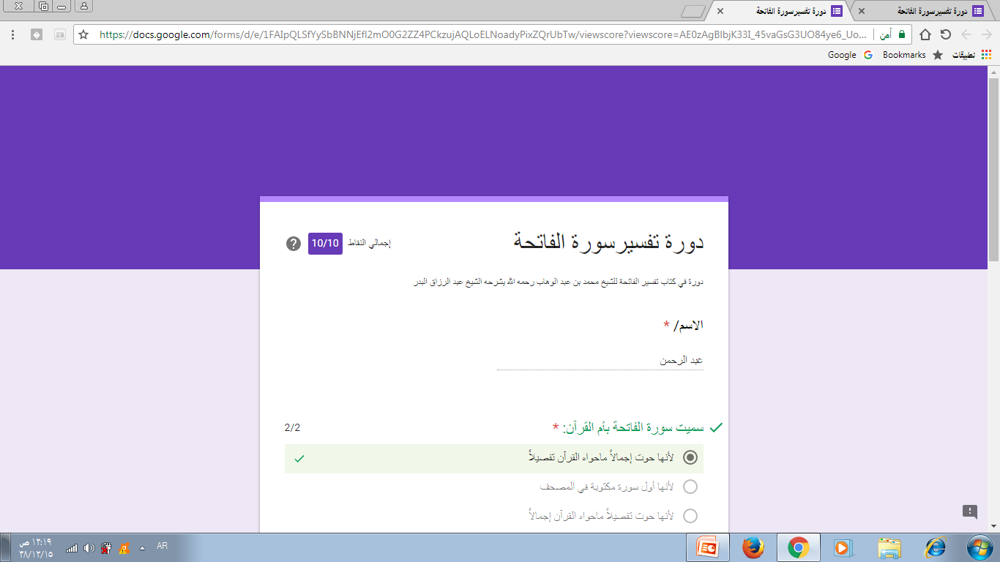 دورة تفسيرسورة الفاتحة
دورة تفسيرسورة الفاتحة
https://docs.google.com/forms/d/e/1FAIpQLSfYySbBNNjEfl2mO0G2ZZ4PCkzujAQLoELNoadyPixZQrUbTw/viewscore?viewscore=AE0zAgBIbjK33I_45vaGsG3UO84ye6_Uo...
آمن
تطبيقات
Bookmarks
Google
دورة تفسيرسورة الفاتحة
إجمالي النقاط 10/10
دورة في كتاب تفسير الفاتحة للشيخ محمد بن عبد الوهاب رحمه الله يشرحه الشيخ عبد الرزاق البدر
الاسم/ *
عبد الرحمن
سميت سورة الفاتحة بأم القرآن: *
2/2
لأنها حوت إجمالاً ماحواه القرآن تفصيلاً
لأنها أول سورة مكتوبة في المصحف
لأنها حوت تفصيلاً ماحواه القرآن إجمالاً
AR
١٢:١٩ ص
٣٨/١٢/١٥